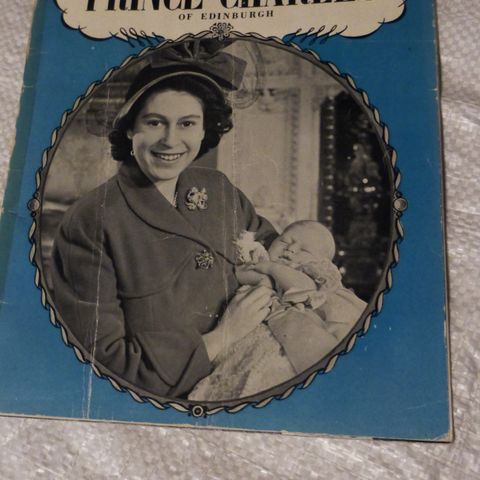 PRINCE CHARLES
OF EDINBURGH